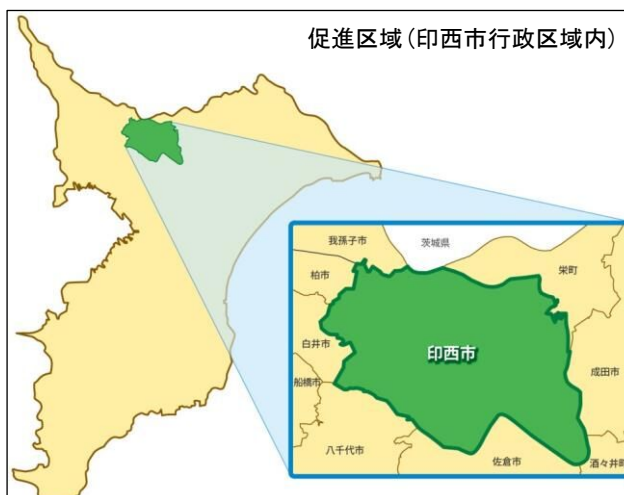 促進区域(印西市行政区域内)
我孫子市
茨城県
栄町
柏市
白井市
印西市
成田市
船橋市
八千代市
佐倉市
酒々井町